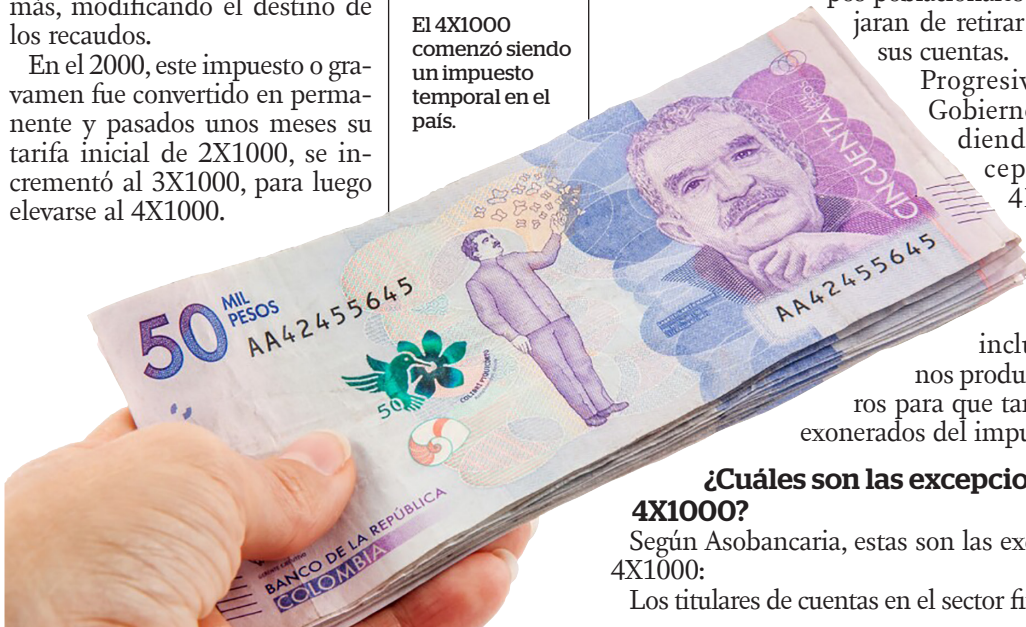 más, modificando el destino de
los recaudos.
En el 2000, este impuesto o gra-
vamen fue convertido en perma-
nente y pasados unos meses su
tarifa inicial de 2X1000, se in-
crementó al 3X1000, para luego
elevarse al 4X1000.
El 4X1000
comenzó siendo
un impuesto
temporal en el
país.
jaran de retirar
sus cuentas.
Progresiv
Gobierno
diend
cep
4X
inclu
nos produ
ros para que tam
exonerados del impu
¿Cuáles son las excepcio
4X1000?
Según Asobancaria, estas son las exc
4X1000:
Los titulares de cuentas en el sector fi
50 MIL
PESOS
AA42455645
50
COLIBRÍ
CINCUENTA
AA42455645
BANCO DE LA REPÚBLICA
COLOMBIA